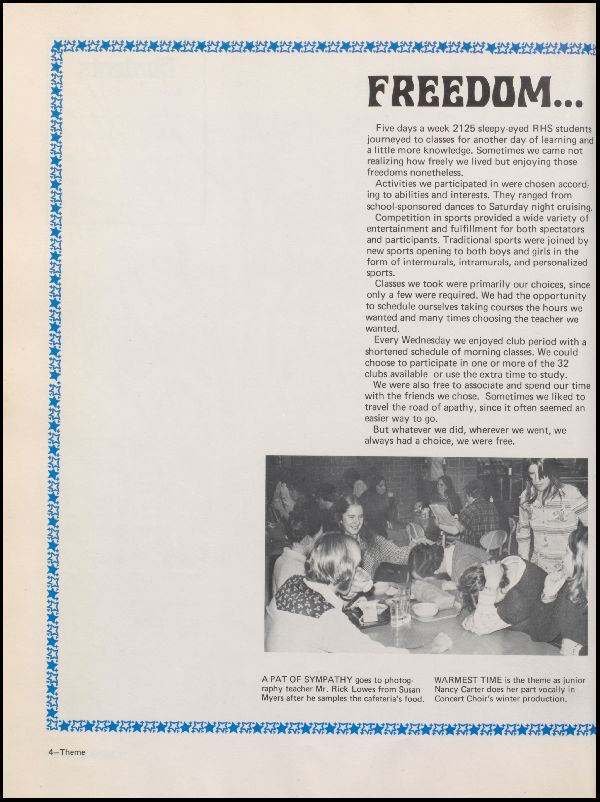 FREEDOM...
Five days a week 2125 sleepy-eyed RHS students
journeyed to classes for another day of learning and
a little more knowledge. Sometimes we came not
realizing how freely we lived but enjoying those
freedoms nonetheless.
Activities we participated in were chosen accord-
ing to abilities and interests. They ranged from
school-sponsored dances to Saturday night cruising.
Competition in sports provided a wide variety of
entertainment and fulfillment for both spectators
and participants. Traditional sports were joined by
new sports opening to both boys and girls in the
form of intermurals, intramurals, and personalized
sports.
Classes we took were primarily our choices, since
only a few were required. We had the opportunity
to schedule ourselves taking courses the hours we
wanted and many times choosing the teacher we
wanted.
Every Wednesday we enjoyed club period with a
shortened schedule of morning classes. We could
choose to participate in one or more of the 32
clubs available or use the extra time to study.
We were also free to associate and spend our time
with the friends we chose. Sometimes we liked to
travel the road of apathy, since it often seemed an
easier way to go.
But whatever we did, wherever we went, we
always had a choice, we were free.
A PAT OF SYMPATHY goes to photog-
raphy teacher Mr. Rick Lowes from Susan
Myers after he samples the cafeteria's food.
WARMEST TIME is the theme as junior
Nancy Carter does her part vocally in
Concert Choir's winter production.
4—Theme